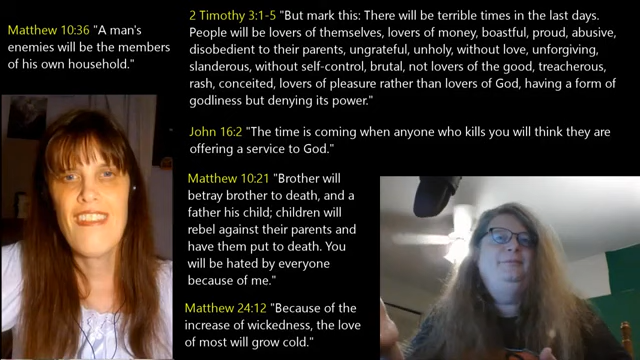 Matthew 10:36 "A man's
enemies will be the members
of his own household."
2 Timothy 3:1-5 "But mark this: There will be terrible times in the last days.
People will be lovers of themselves, lovers of money, boastful, proud, abusive,
disobedient to their parents, ungrateful, unholy, without love, unforgiving,
slanderous, without self-control, brutal, not lovers of the good, treacherous,
rash, conceited, lovers of pleasure rather than lovers of God, having a form of
godliness but denying its power."
John 16:2 "The time is coming when anyone who kills you will think they are
offering a service to God."
Matthew 10:21 "Brother will
betray brother to death, and a
father his child; children will
rebel against their parents and
have them put to death. You
will be hated by everyone
because of me."
Matthew 24:12 "Because of the
increase of wickedness, the love
of most will grow cold."